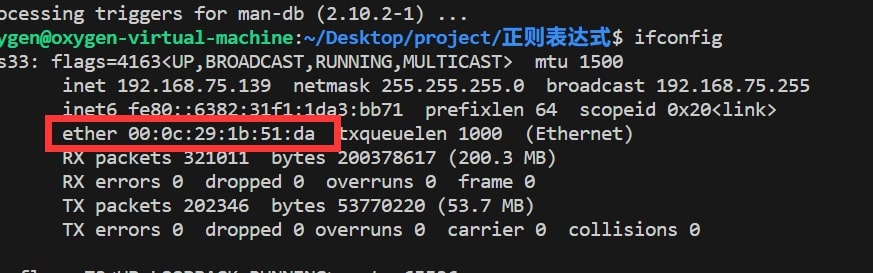 ocessing triggers for man-db (2.10.2-1) ...
ygen@oxygen-virtual-machine:~/Desktop/project/正则表达式$ ifconfig
s33: flags=4163<UP,BROADCAST,RUNNING,MULTICAST>  mtu 1500
inet 192.168.75.139  netmask 255.255.255.0  broadcast 192.168.75.255
inet6 fe80::6382:31f1:1da3:bb71  prefixlen 64  scopeid 0x20<link>
ether 00:0c:29:1b:51:da  txqueuelen 1000  (Ethernet)
RX packets 321011  bytes 200378617 (200.3 MB)
RX errors 0  dropped 0  overruns 0  frame 0
TX packets 202346  bytes 53770220 (53.7 MB)
TX errors 0  dropped 0 overruns 0  carrier 0  collisions 0